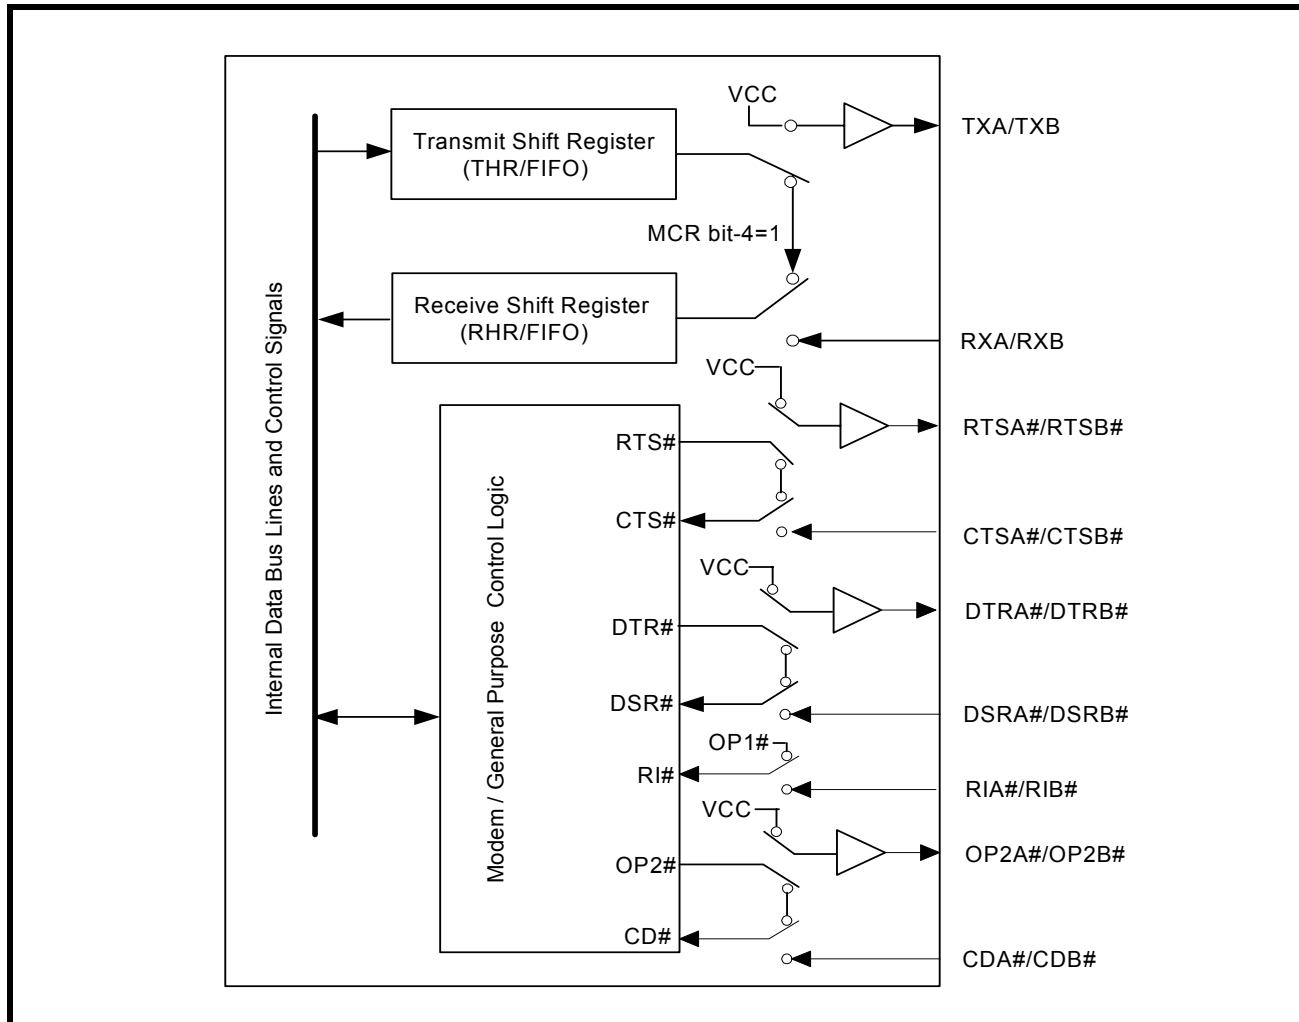 VCC
TXA/TXB
Transmit Shift Register
(THR/FIFO)
MCR bit-4=1
Receive Shift Register
(RHR/FIFO)
RXA/RXB
VCC
RTSA#/RTSB#
RTS#
CTS#
CTSA#/CTSB#
VCC
DTRA#/DTRB#
DTR#
DSR#
DSRA#/DSRB#
OP1#
RI#
RIA#/RIB#
VCC
OP2A#/OP2B#
OP2#
CD#
CDA#/CDB#
Internal Data Bus Lines and Control Signals
Modem / General Purpose Control Logic